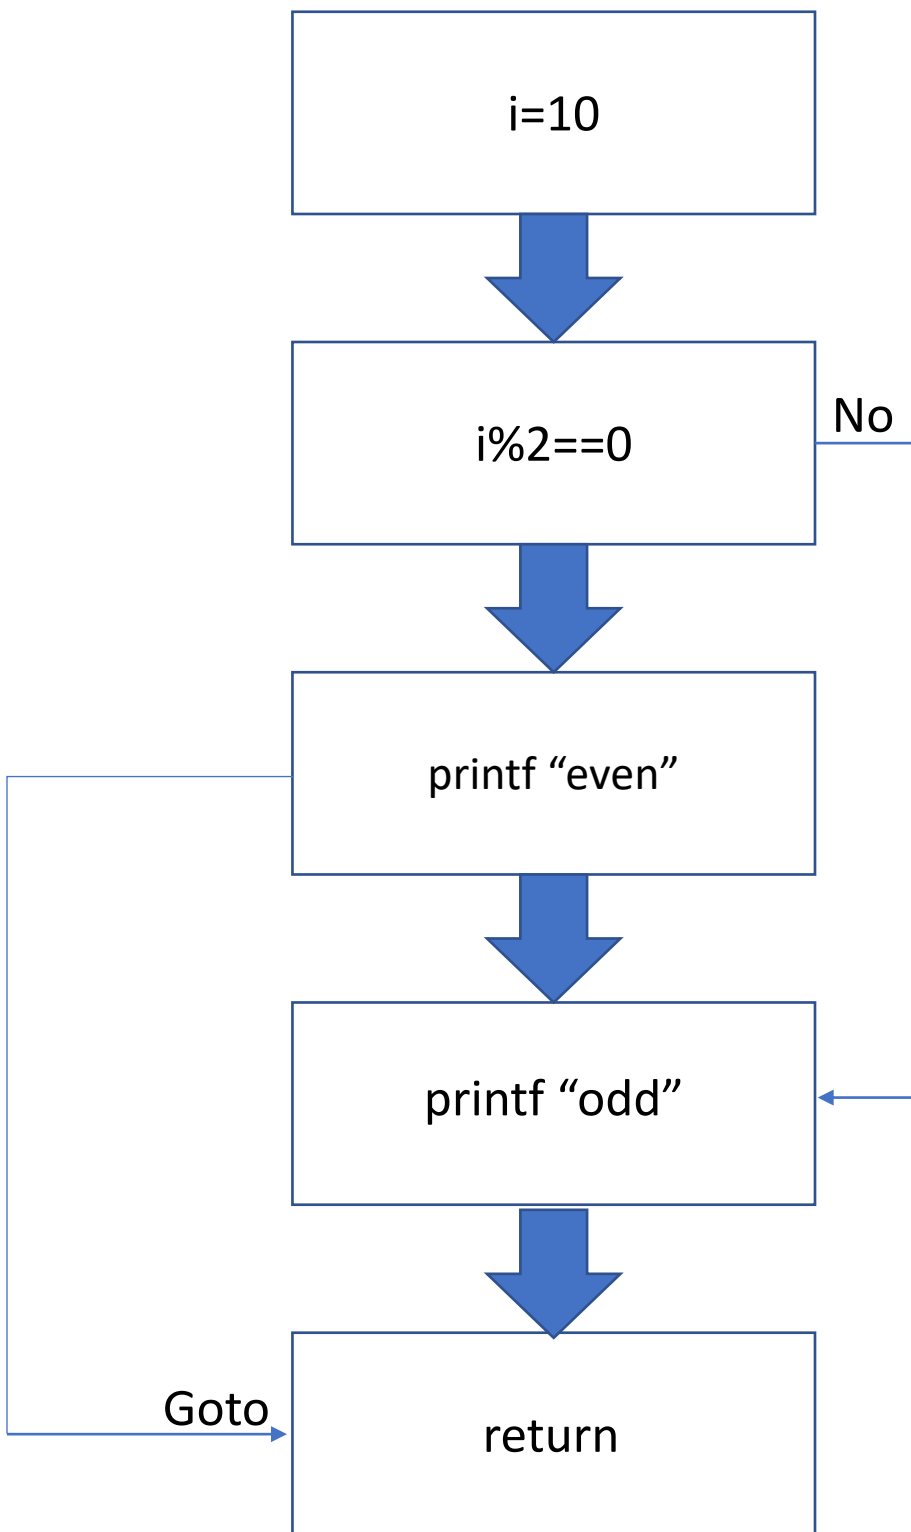 i=10
i%2==0
No
printf “even”
printf “odd”
Goto
return